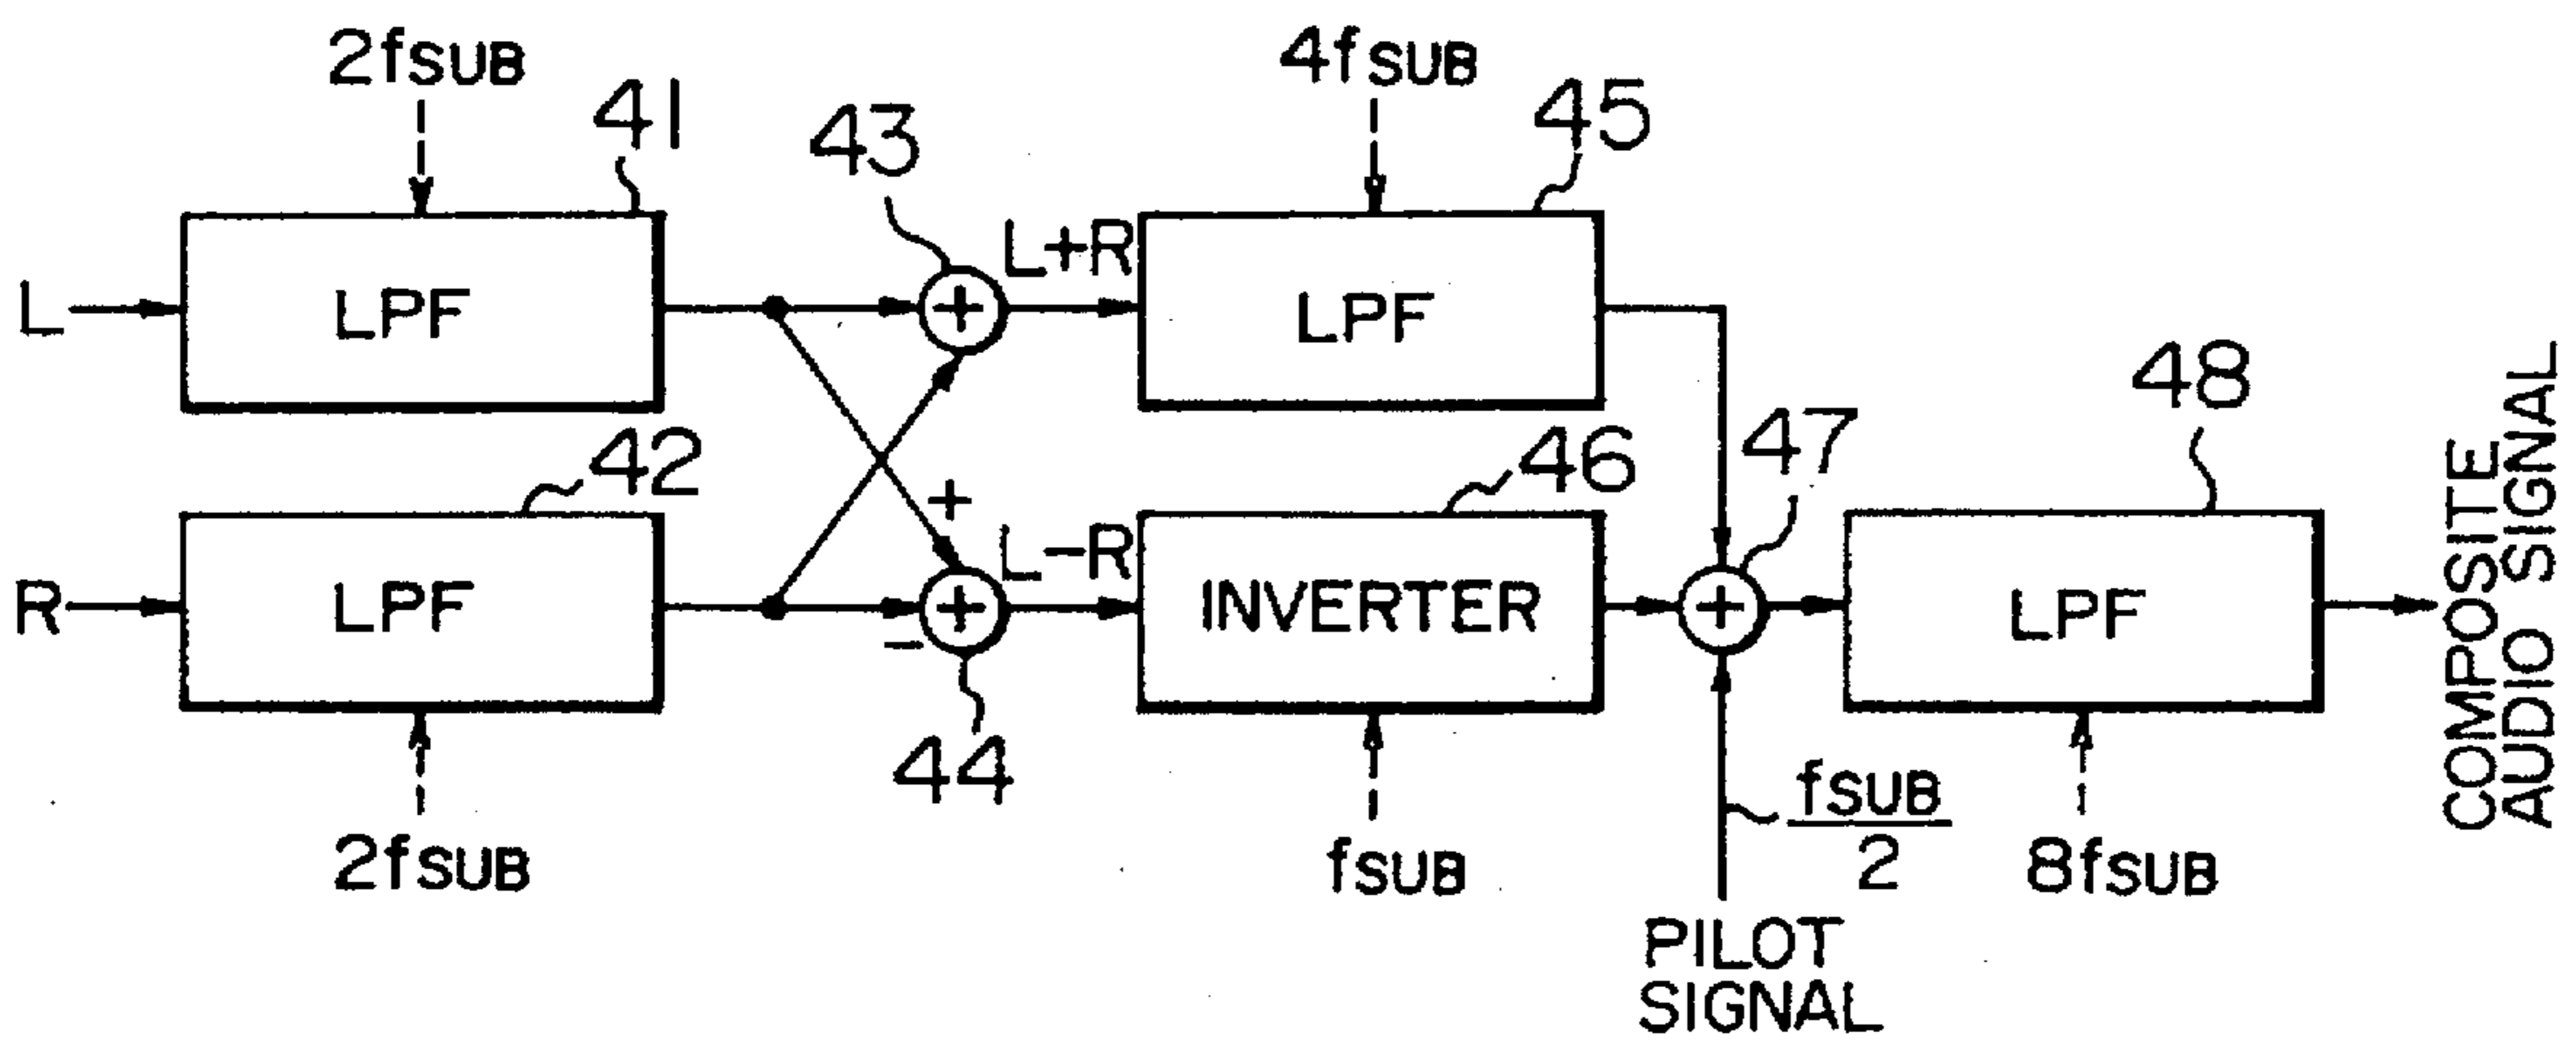 2fSUB
4fSUB
41
43
45
L+R
L
LPF
+
LPF
42
46
47
48
+
L-R
R
LPF
+
-
INVERTER
+
LPF
COMPOSITE
AUDIO SIGNAL
44
2fSUB
fSUB
fSUB
2
8fSUB
PILOT
SIGNAL